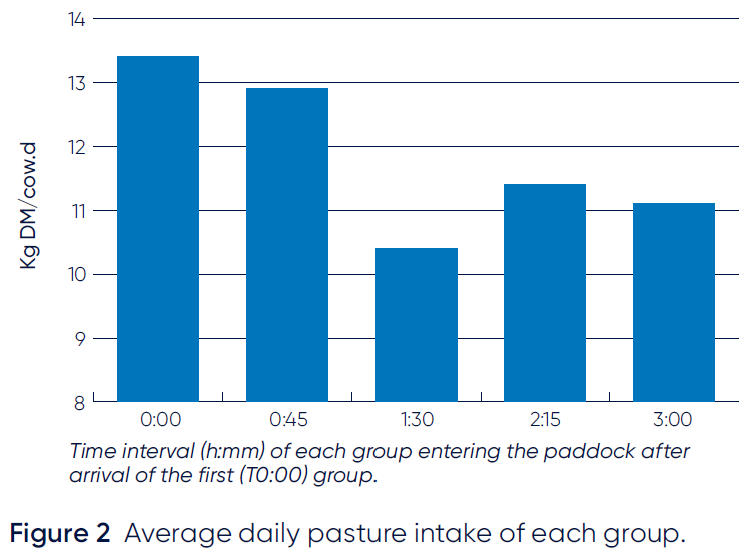 14
13
12
11
10
9
8
Kg DM/cow.d
0:00 0:45 1:30 2:15 3:00
Time interval (h:mm) of each group entering the paddock after
arrival of the first (T0:00) group.
Figure 2 Average daily pasture intake of each group.